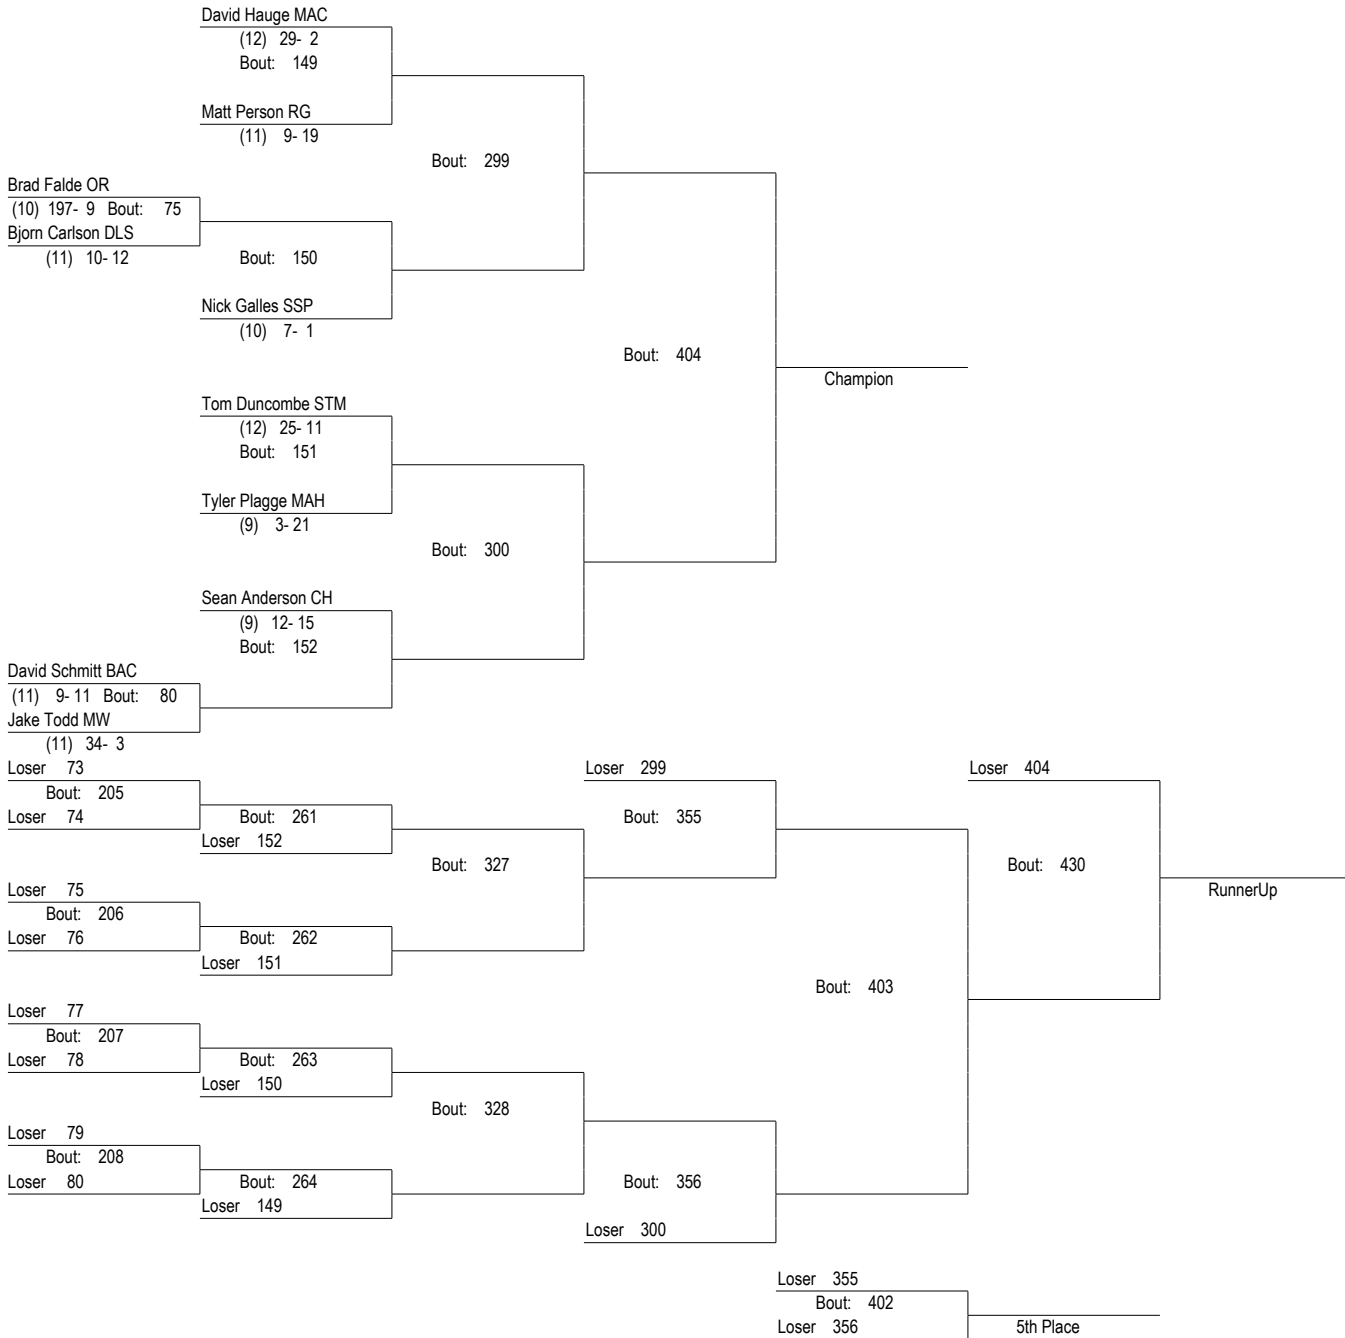 David Hauge MAC
(12) 29- 2
Bout: 149
Matt Person RG
(11) 9- 19
Bout: 299
Brad Falde OR
(10) 197- 9 Bout: 75
Bjorn Carlson DLS
(11) 10- 12
Bout: 150
Nick Galles SSP
(10) 7- 1
Bout: 404
Champion
Tom Duncombe STM
(12) 25- 11
Bout: 151
Tyler Plagge MAH
(9) 3- 21
Bout: 300
Sean Anderson CH
(9) 12- 15
Bout: 152
David Schmitt BAC
(11) 9- 11 Bout: 80
Jake Todd MW
(11) 34- 3
Loser 73
Bout: 205
Loser 74
Bout: 261
Loser 152
Bout: 327
Loser 299
Bout: 355
Loser 404
Bout: 430
RunnerUp
Loser 75
Bout: 206
Loser 76
Bout: 262
Loser 151
Bout: 403
Loser 77
Bout: 207
Loser 78
Bout: 263
Loser 150
Bout: 328
Loser 79
Bout: 208
Loser 80
Bout: 264
Loser 149
Bout: 356
Loser 300
Loser 355
Bout: 402
Loser 356
5th Place